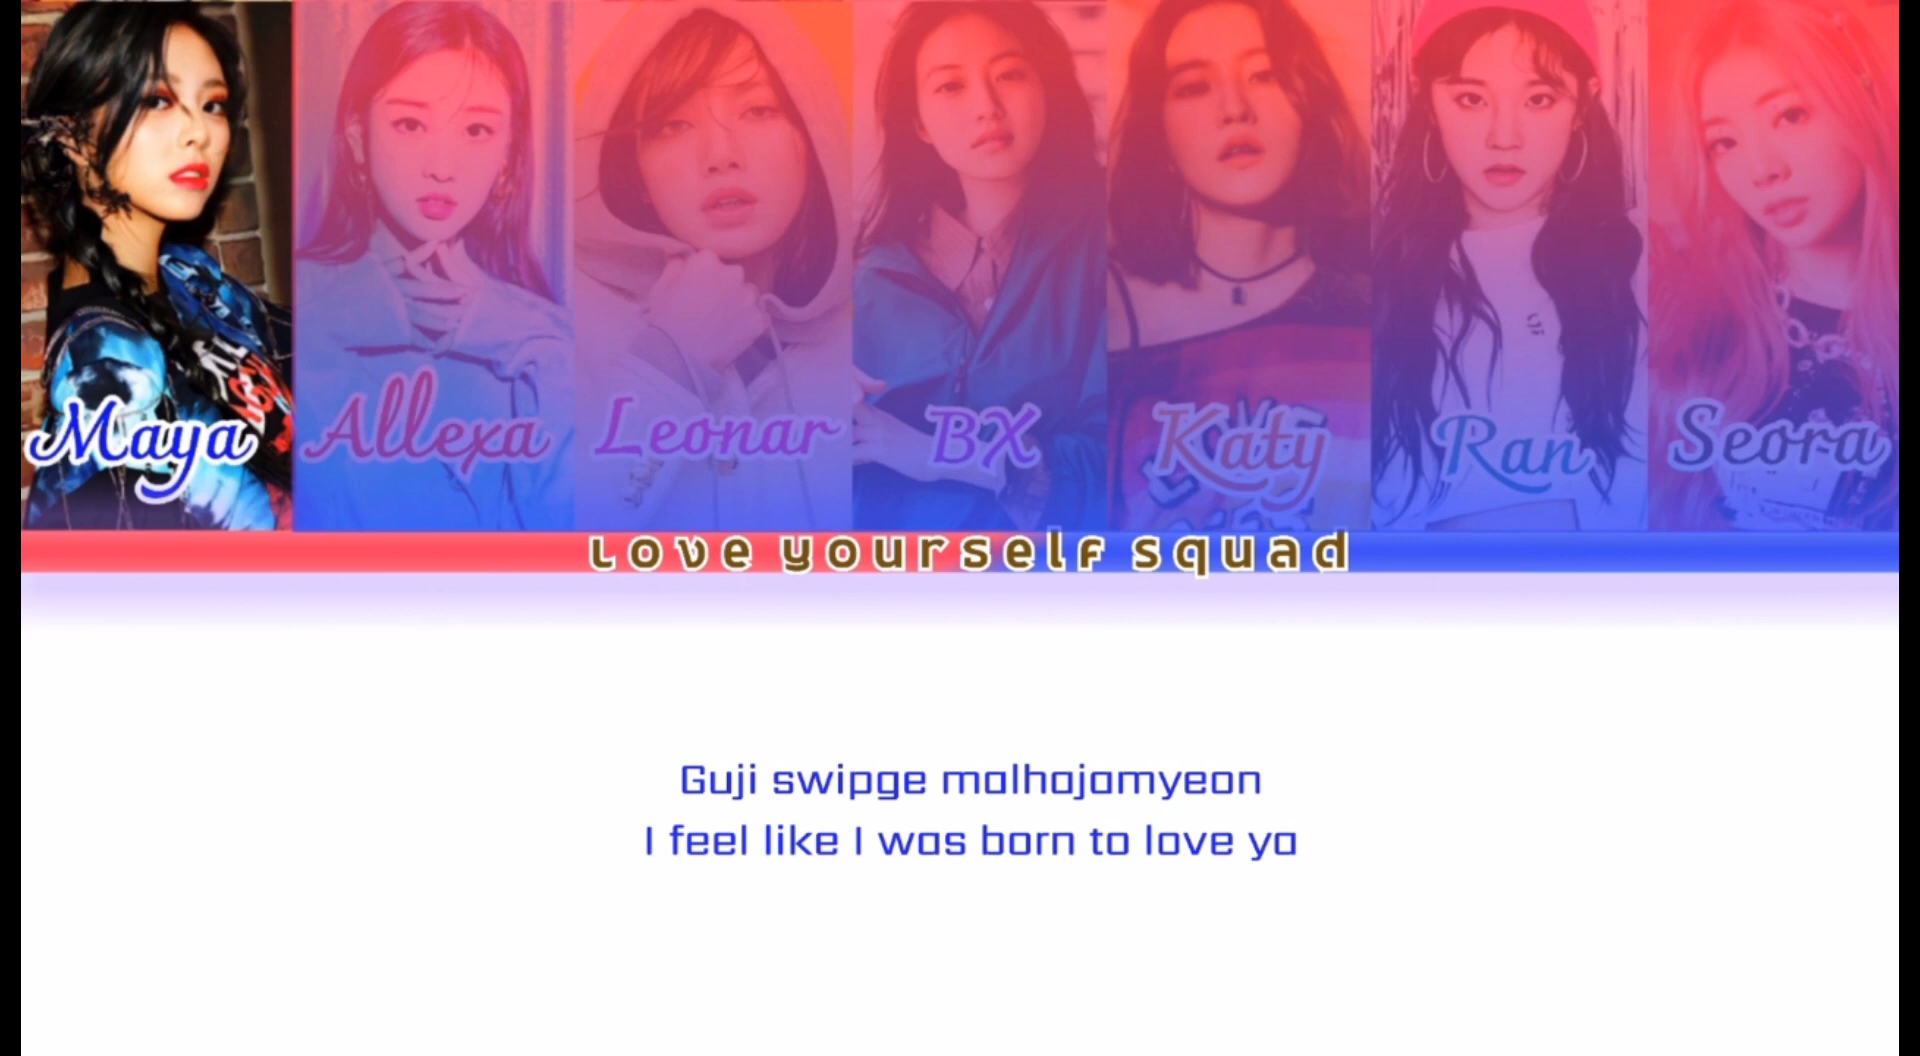 Maya Allexa Leonar BX Katy Ran Seora
Love yourself squad
Guji swipge malhajamyeon
I feel like I was born to love ya